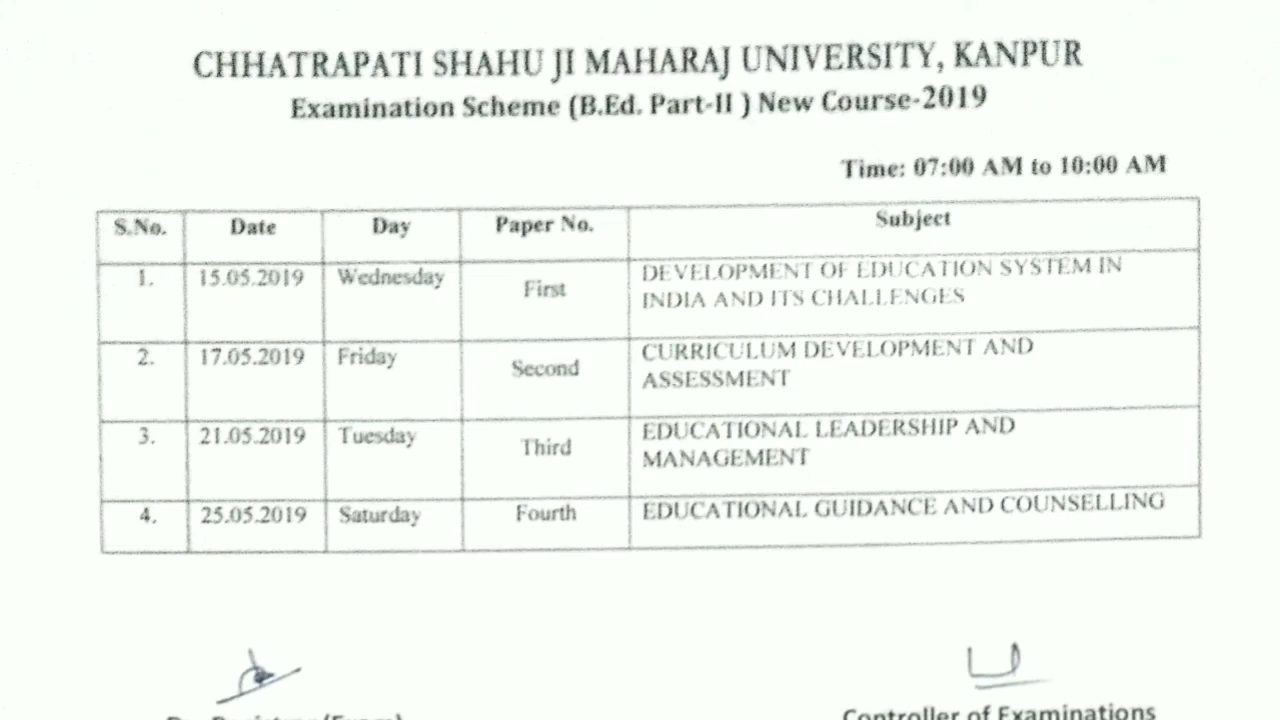 CHHATRAPATI SHAHU JI MAHARAJ UNIVERSITY, KANPUR
Examination Scheme (B.Ed. Part-II ) New Course-2019
Time: 07:00 AM to 10:00 AM
S.No. Date Day Paper No. Subject
1. 15.05.2019 Wednesday First DEVELOPMENT OF EDUCATION SYSTEM IN
INDIA AND ITS CHALLENGES
2. 17.05.2019 Friday Second CURRICULUM DEVELOPMENT AND
ASSESSMENT
3. 21.05.2019 Tuesday Third EDUCATIONAL LEADERSHIP AND
MANAGEMENT
4. 25.05.2019 Saturday Fourth EDUCATIONAL GUIDANCE AND COUNSELLING
Controller of Examinations